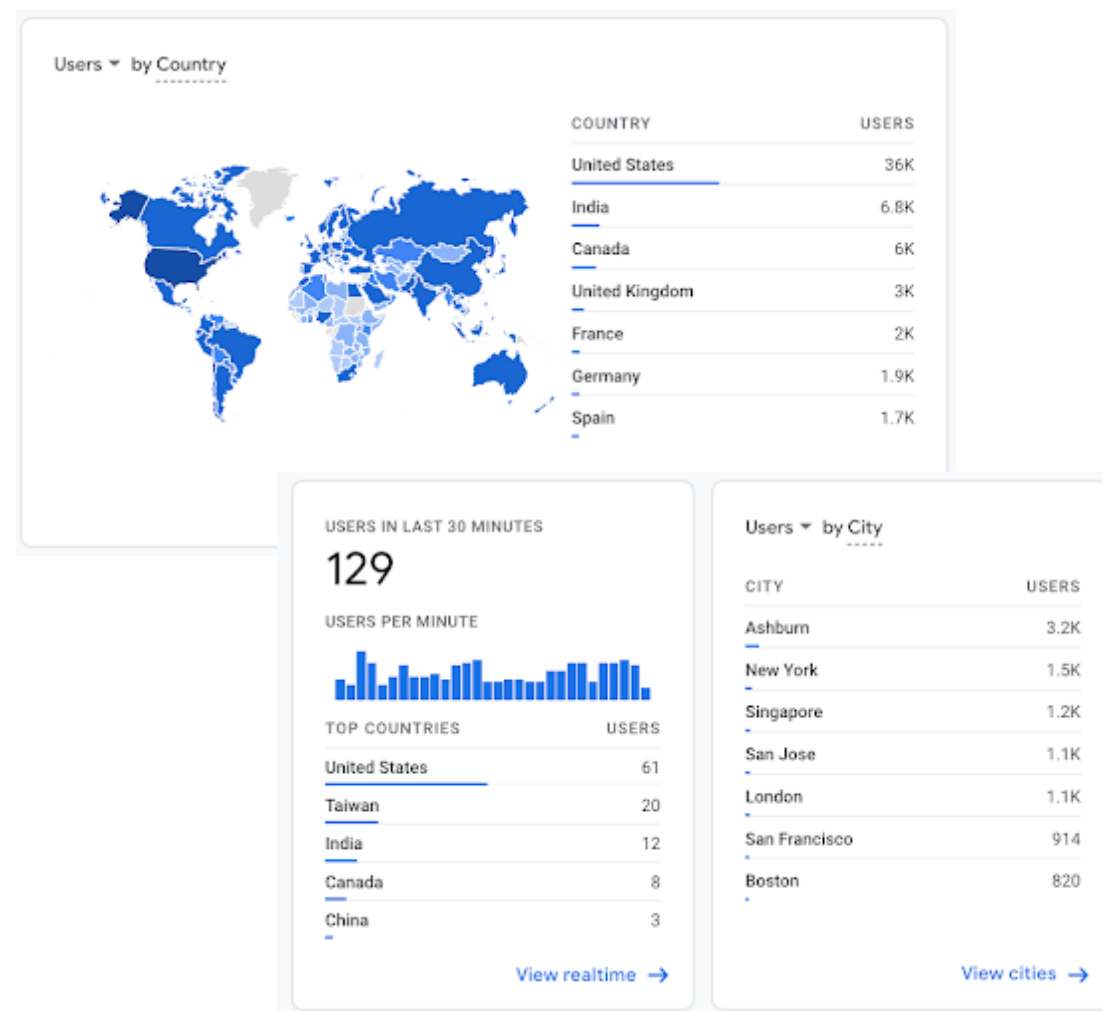 Users by Country
COUNTRY USERS
United States 36K
India 6.8K
Canada 6K
United Kingdom 3K
France 2K
Germany 1.9K
Spain 1.7K
USERS IN LAST 30 MINUTES
129
USERS PER MINUTE
TOP COUNTRIES USERS
United States 61
Taiwan 20
India 12
Canada 8
China 3
View realtime →
Users by City
CITY USERS
Ashburn 3.2K
New York 1.5K
Singapore 1.2K
San Jose 1.1K
London 1.1K
San Francisco 914
Boston 820
View cities →